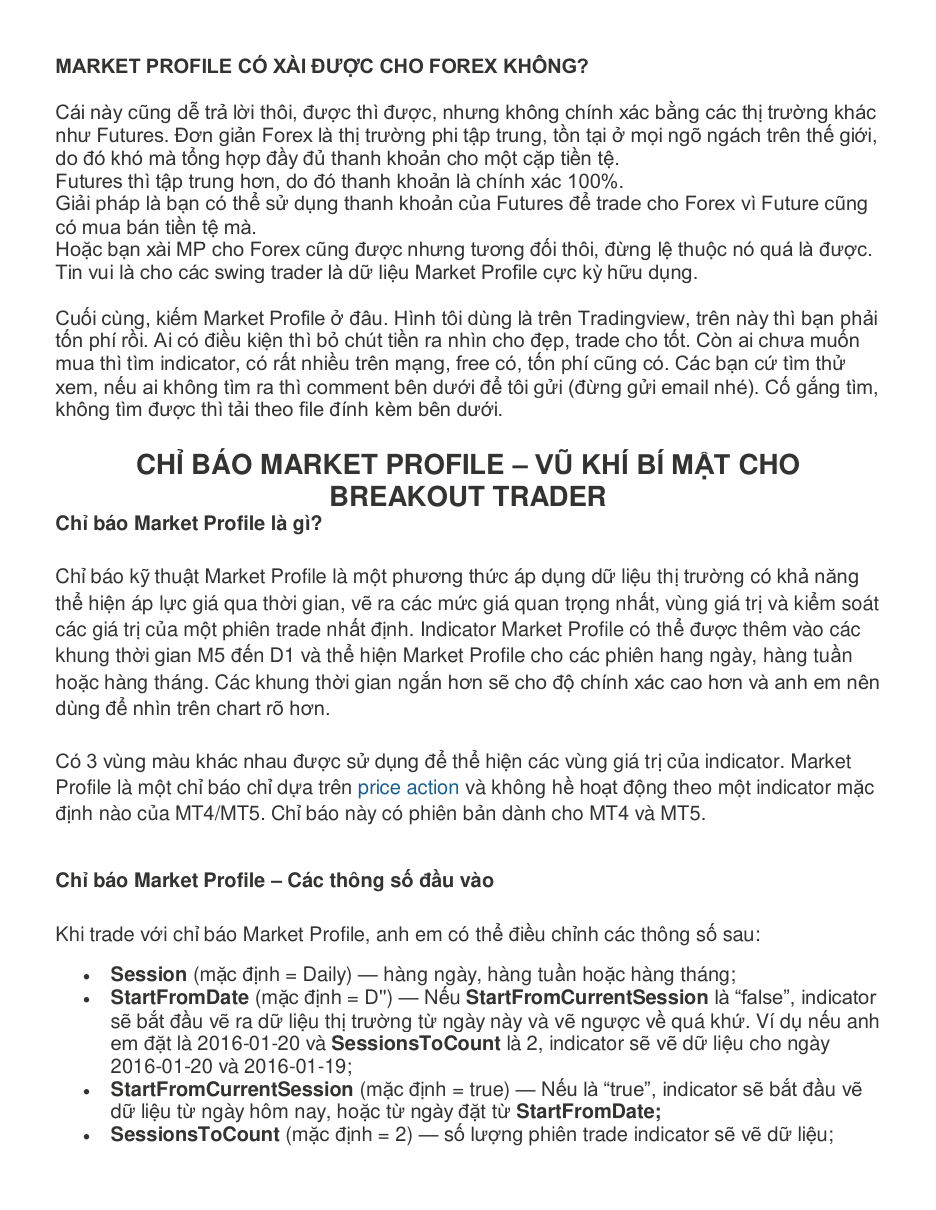 MARKET PROFILE CÓ XÀI ĐƯỢC CHO FOREX KHÔNG?
Cái này cũng dễ trả lời thôi, được thì được, nhưng không chính xác bằng các thị trường khác
như Futures. Đơn giản Forex là thị trường phi tập trung, tồn tại ở mọi ngõ ngách trên thế giới,
do đó khó mà tổng hợp đầy đủ thanh khoản cho một cặp tiền tệ.
Futures thì tập trung hơn, do đó thanh khoản là chính xác 100%.
Giải pháp là bạn có thể sử dụng thanh khoản của Futures để trade cho Forex vì Future cũng
có mua bán tiền tệ mà.
Hoặc bạn xài MP cho Forex cũng được nhưng tương đối thôi, đừng lệ thuộc nó quá là được.
Tin vui là cho các swing trader là dữ liệu Market Profile cực kỳ hữu dụng.
Cuối cùng, kiếm Market Profile ở đâu. Hình tôi dùng là trên Tradingview, trên này thì bạn phải
tốn phí rồi. Ai có điều kiện thì bỏ chút tiền ra nhìn cho đẹp, trade cho tốt. Còn ai chưa muốn
mua thì tìm indicator, có rất nhiều trên mạng, free có, tốn phí cũng có. Các bạn cứ tìm thử
xem, nếu ai không tìm ra thì comment bên dưới để tôi gửi (đừng gửi email nhé). Cố gắng tìm,
không tìm được thì tải theo file đính kèm bên dưới.
CHỈ BÁO MARKET PROFILE – VŨ KHÍ BÍ MẬT CHO
BREAKOUT TRADER
Chỉ báo Market Profile là gì?
Chỉ báo kỹ thuật Market Profile là một phương thức áp dụng dữ liệu thị trường có khả năng
thể hiện áp lực giá qua thời gian, vẽ ra các mức giá quan trọng nhất, vùng giá trị và kiểm soát
các giá trị của một phiên trade nhất định. Indicator Market Profile có thể được thêm vào các
khung thời gian M5 đến D1 và thể hiện Market Profile cho các phiên hang ngày, hàng tuần
hoặc hàng tháng. Các khung thời gian ngắn hơn sẽ cho độ chính xác cao hơn và anh em nên
dùng để nhìn trên chart rõ hơn.
Có 3 vùng màu khác nhau được sử dụng để thể hiện các vùng giá trị của indicator. Market
Profile là một chỉ báo chỉ dựa trên price action và không hề hoạt động theo một indicator mặc
định nào của MT4/MT5. Chỉ báo này có phiên bản dành cho MT4 và MT5.
Chỉ báo Market Profile – Các thông số đầu vào
Khi trade với chỉ báo Market Profile, anh em có thể điều chỉnh các thông số sau:
• Session (mặc định = Daily) — hàng ngày, hàng tuần hoặc hàng tháng;
• StartFromDate (mặc định = D") — Nếu StartFromCurrentSession là “false”, indicator
sẽ bắt đầu vẽ ra dữ liệu thị trường từ ngày này và vẽ ngược về quá khứ. Ví dụ nếu anh
em đặt là 2016-01-20 và SessionsToCount là 2, indicator sẽ vẽ dữ liệu cho ngày
2016-01-20 và 2016-01-19;
• StartFromCurrentSession (mặc định = true) — Nếu là “true”, indicator sẽ bắt đầu vẽ
dữ liệu từ ngày hôm nay, hoặc từ ngày đặt từ StartFromDate;
• SessionsToCount (mặc định = 2) — số lượng phiên trade indicator sẽ vẽ dữ liệu;